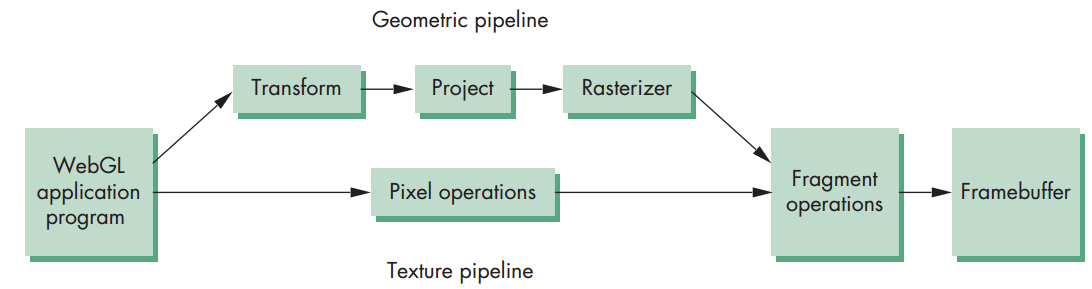 Geometric pipeline
Transform
Project
Rasterizer
WebGL
application
program
Pixel operations
Fragment
operations
Framebuffer
Texture pipeline